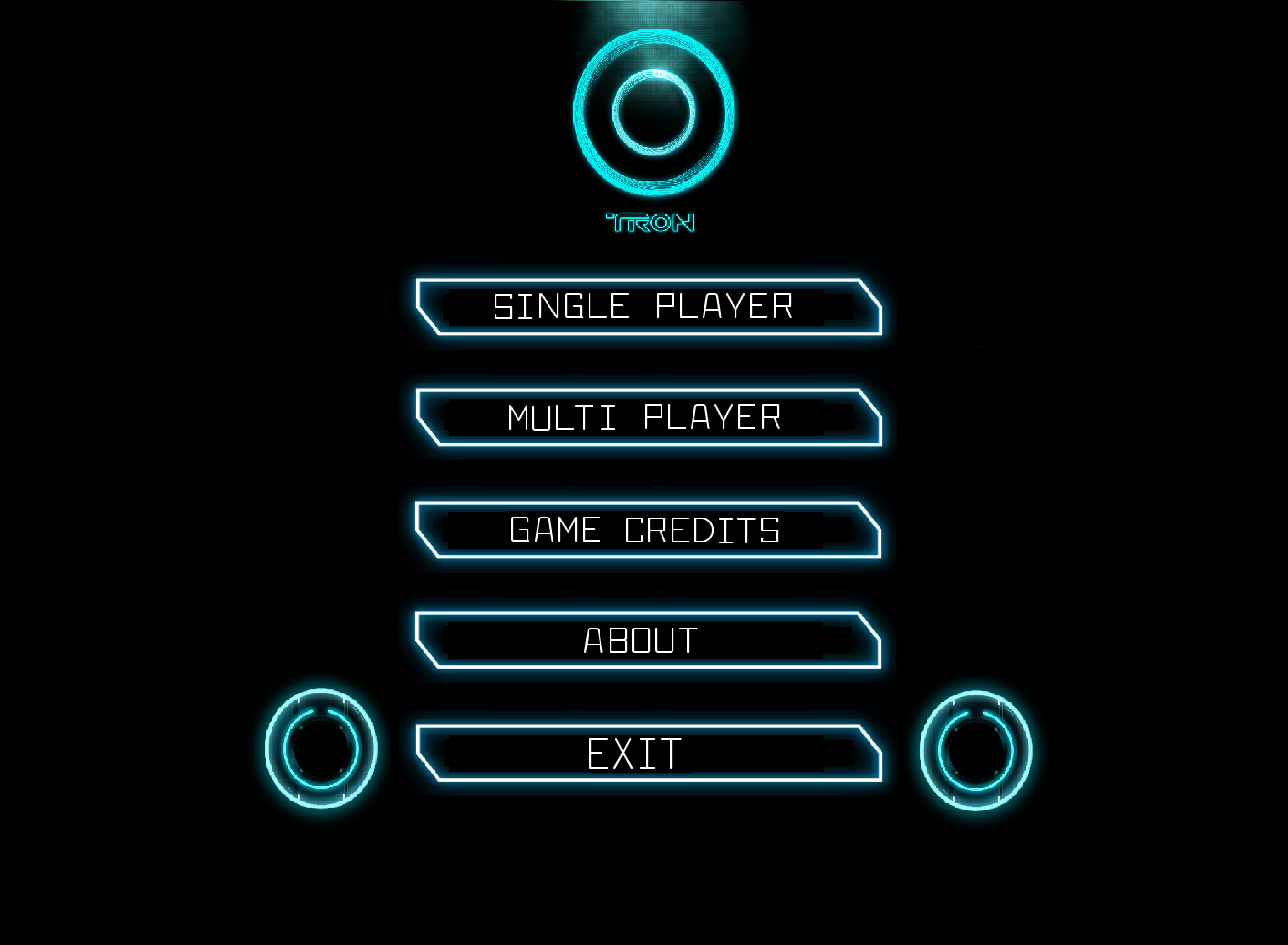 TRON
SINGLE PLAYER
MULTI PLAYER
GAME CREDITS
ABOUT
EXIT